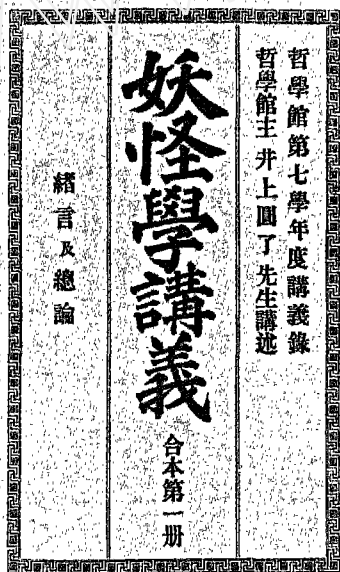 哲學館第七學年度講義錄
哲學館主井上圓了先生講述
妖怪學講義
合本第一册
緒言及總論